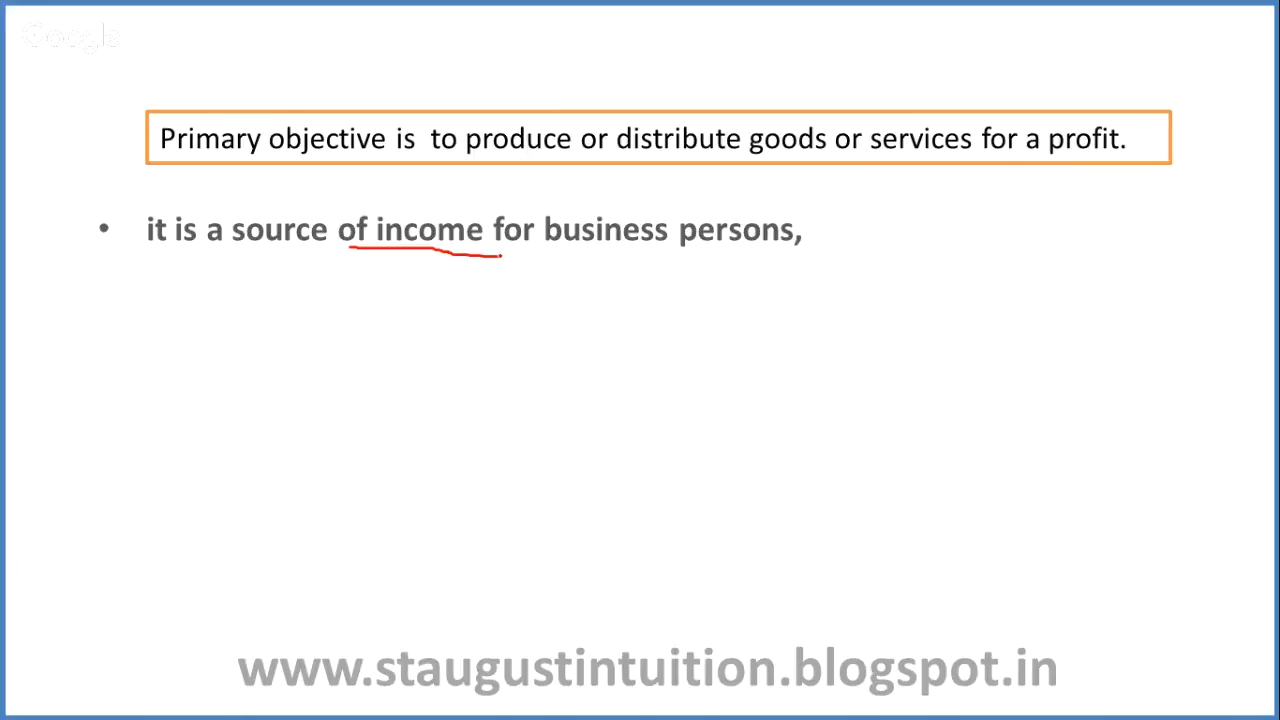 Google
Primary objective is to produce or distribute goods or services for a profit.
• it is a source of income for business persons,
www.staugustintuition.blogspot.in